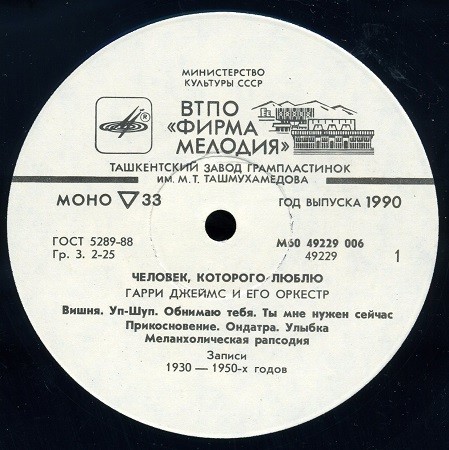 МИНИСТЕРСТВО
КУЛЬТУРЫ СССР
ВТПО
«ФИРМА
МЕЛОДИЯ»
®
ТАШКЕНТСКИЙ ЗАВОД ГРАМПЛАСТИНОК
ИМ. М.Т. ТАШМУХАМЕДОВА
МОНО 33
ГОД ВЫПУСКА 1990
ГОСТ 5289-88
М60 49229 006
Гр. 3. 2-25
49229
1
ЧЕЛОВЕК, КОТОРОГО ЛЮБЛЮ
ГАРРИ ДЖЕЙМС И ЕГО ОРКЕСТР
Вишня. Уп-Шуп. Обнимаю тебя. Ты мне нужен сейчас
Прикосновение. Ондатра. Улыбка
Меланхолическая рапсодия
Записи
1930 — 1950-х годов